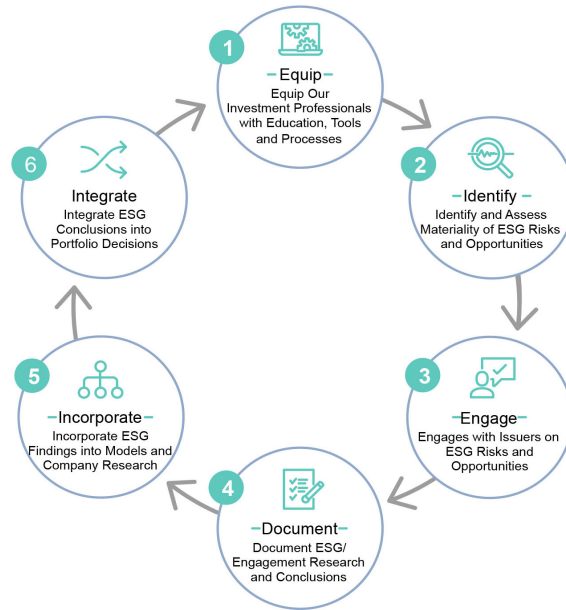 1
Equip
Equip Our
Investment Professionals
with Education, Tools
and Processes
2
Identify
Identify and Assess
Materiality of ESG Risks
and Opportunities
3
Engage
Engages with Issuers on
ESG Risks and
Opportunities
4
Document
Document ESG/
Engagement Research
and Conclusions
5
Incorporate
Incorporate ESG
Findings into Models and
Company Research
6
Integrate
Integrate ESG
Conclusions into
Portfolio Decisions